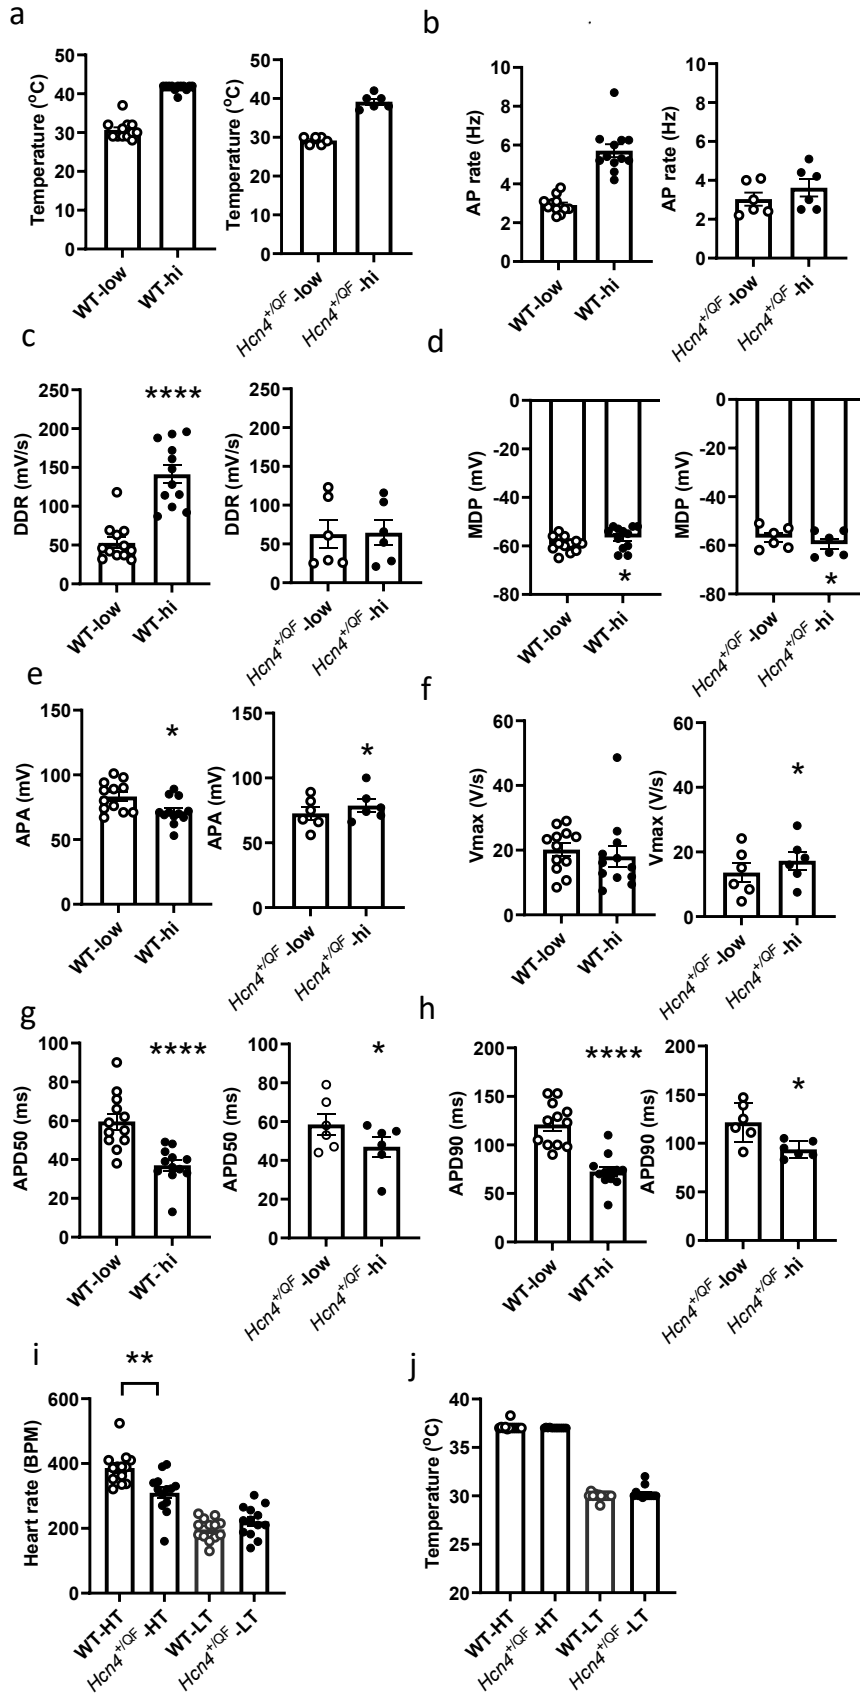 a
b
Temperature (°C)
50
40
30
20
10
0
WT-low
WT-hi
Temperature (°C)
50
40
30
20
10
0
Hcn4+/QF -low
Hcn4+/QF -hi
AP rate (Hz)
10
8
6
4
2
0
WT-low
WT-hi
AP rate (Hz)
10
8
6
4
2
0
Hcn4+/QF -low
Hcn4+/QF -hi
c
d
DDR (mV/s)
250
200
150
100
50
0
****
WT-low
WT-hi
DDR (mV/s)
250
200
150
100
50
0
Hcn4+/QF -low
Hcn4+/QF -hi
MDP (mV)
0
-20
-40
-60
-80
*
WT-low
WT-hi
MDP (mV)
0
-20
-40
-60
-80
*
Hcn4+/QF -low
Hcn4+/QF -hi
e
f
APA (mV)
150
100
50
0
*
WT-low
WT-hi
APA (mV)
150
100
50
0
*
Hcn4+/QF -low
Hcn4+/QF -hi
Vmax (V/s)
60
40
20
0
WT-low
WT-hi
Vmax (V/s)
60
40
20
0
*
Hcn4+/QF -low
Hcn4+/QF -hi
g
h
APD50 (ms)
100
80
60
40
20
0
****
WT-low
WT-hi
APD50 (ms)
100
80
60
40
20
0
*
Hcn4+/QF -low
Hcn4+/QF -hi
APD90 (ms)
200
150
100
50
0
****
WT-low
WT-hi
APD90 (ms)
200
150
100
50
0
*
Hcn4+/QF -low
Hcn4+/QF -hi
i
j
Heart rate (BPM)
600
400
200
0
**
WT-HT
Hcn4+/QF -HT
WT-LT
Hcn4+/QF -LT
Temperature (°C)
40
35
30
25
20
WT-HT
Hcn4+/QF -HT
WT-LT
Hcn4+/QF -LT